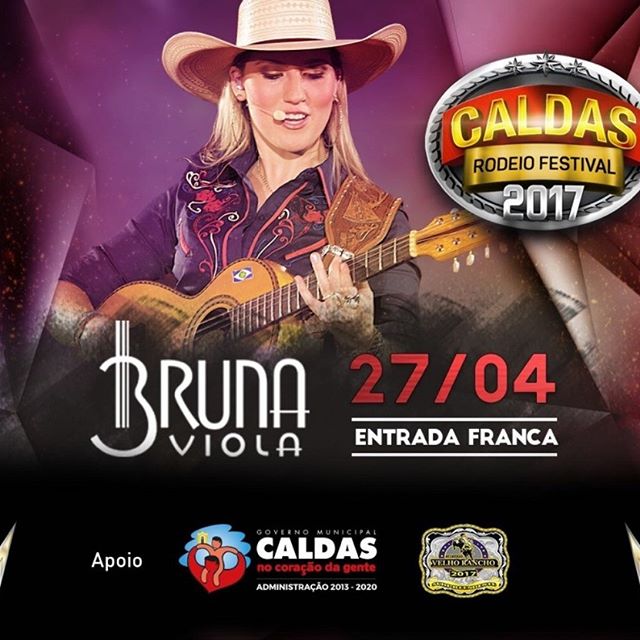 CALDAS
RODEIO FESTIVAL
2017
BRUNA
VIOLA
27/04
ENTRADA FRANCA
Apoio
GOVERNO MUNICIPAL
CALDAS
no coração da gente
ADMINISTRAÇÃO 2013 - 2020
VELHO RANCHO
2017